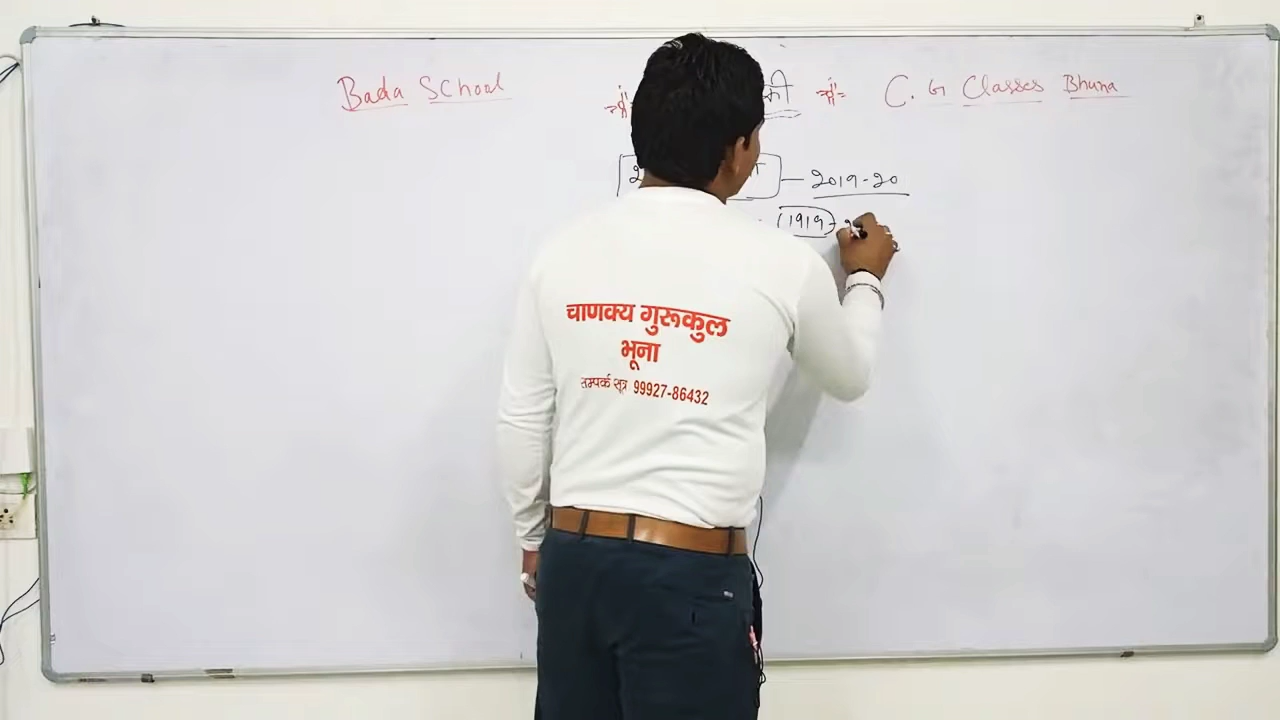 Bada School
C. G Classes Bhuna
2019-20
(1919)-
चाणक्य गुरूकुल
भूना
सम्पर्क सूत्र 99927-86432